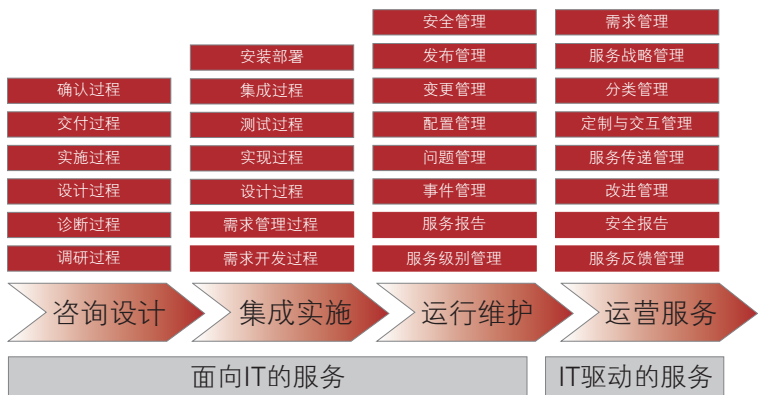 确认过程
交付过程
实施过程
设计过程
诊断过程
调研过程
安装部署
集成过程
测试过程
实现过程
设计过程
需求管理过程
需求开发过程
安全管理
发布管理
变更管理
配置管理
问题管理
事件管理
服务报告
服务级别管理
需求管理
服务战略管理
分类管理
定制与交互管理
服务传递管理
改进管理
安全报告
服务反馈管理
咨询设计
集成实施
运行维护
运营服务
面向IT的服务
IT驱动的服务